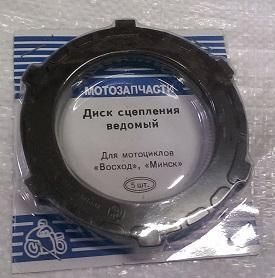 МОТОЗАПЧАСТИ
Диск сцепления
ведомый
Для мотоциклов
«Восход», «Минск»
5 шт.